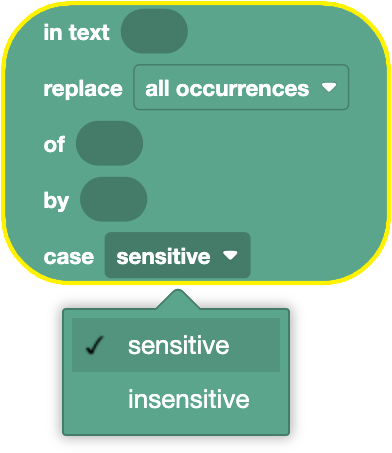 in text
replace all occurrences
of
by
case sensitive
sensitive
insensitive